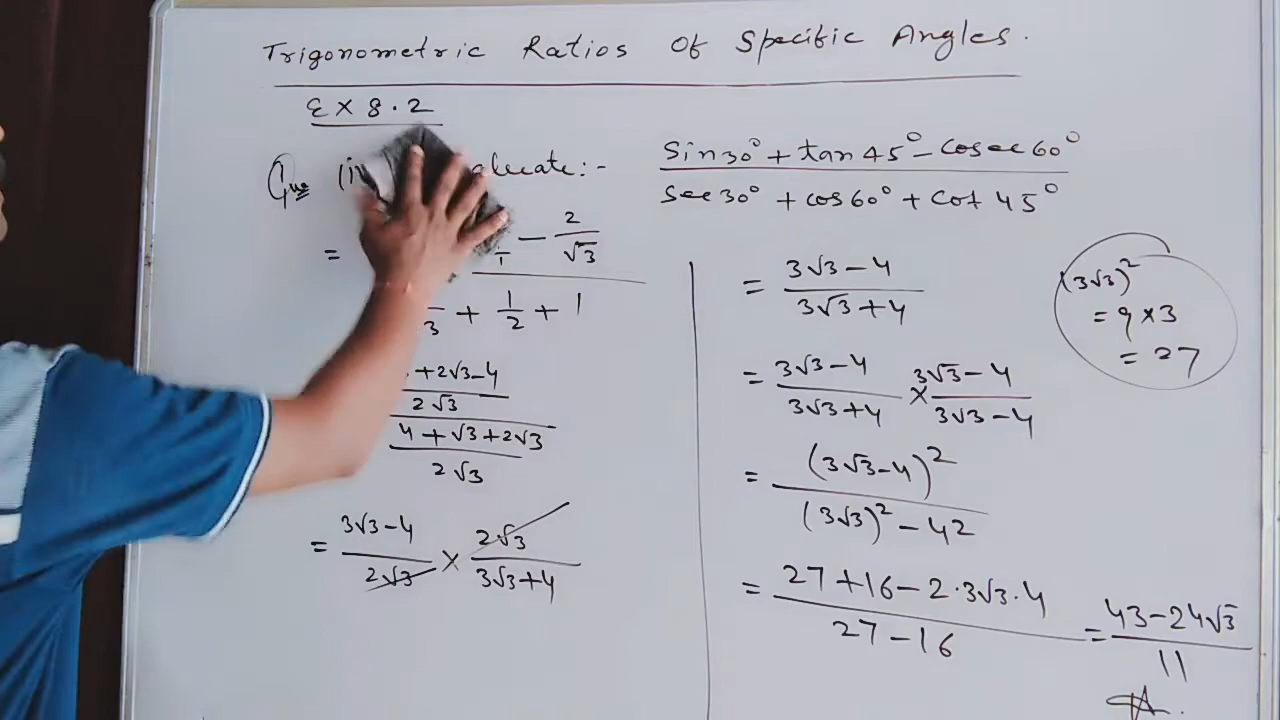 Trigonometric Ratios Of Specific Angles.
Ex 8.2
Que (i :-
sin30° + tan45° - cosec60° / sec30° + cos60° + cot45°
= - 2/√3
/3 + 1/2 + 1
+2√3-4 / 2√3
4+√3+2√3 / 2√3
= 3√3-4 / 2√3 × 2√3 / 3√3+4
= 3√3-4 / 3√3+4
= 3√3-4 / 3√3+4 × 3√3-4 / 3√3-4
= (3√3-4)² / (3√3)² - 42
= 27+16-2·3√3·4 / 27-16 = 43-24√3 / 11
(3√3)²
= 9×3
= 27